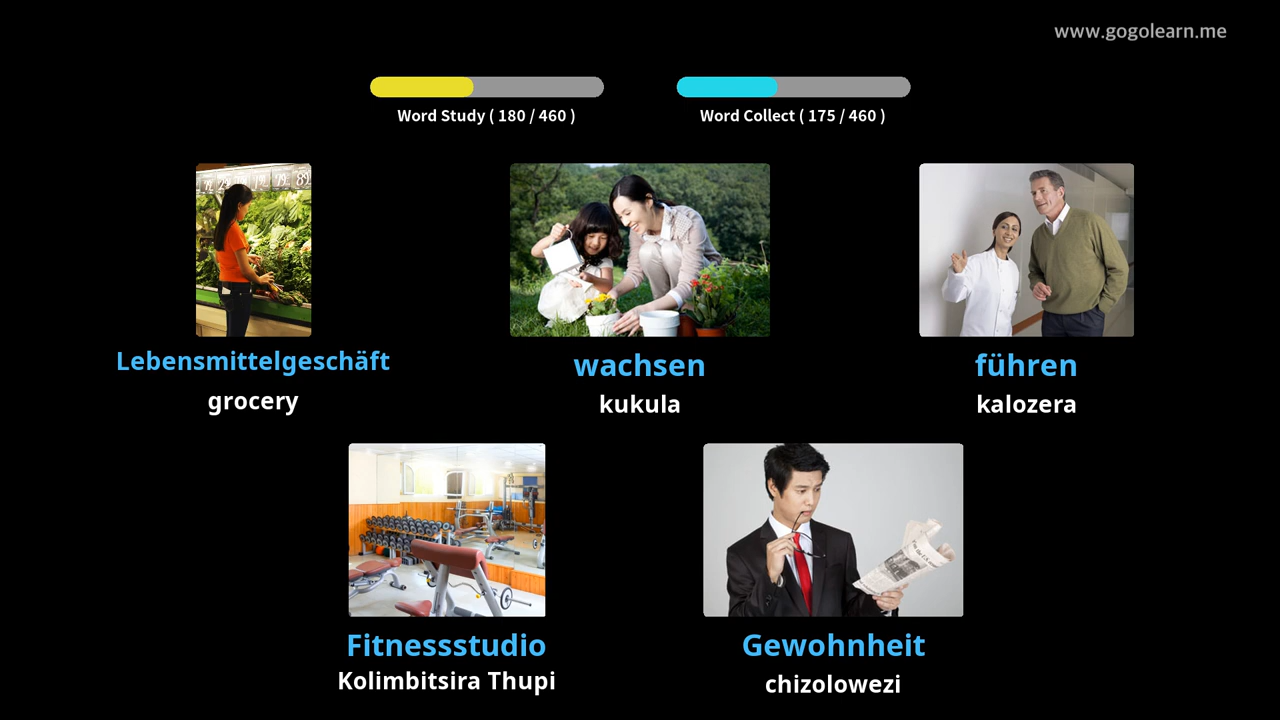 www.gogolearn.me
Word Study ( 180 / 460 )
Word Collect ( 175 / 460 )
Lebensmittelgeschäft
grocery
wachsen
kukula
führen
kalozera
Fitnessstudio
Kolimbitsira Thupi
Gewohnheit
chizolowezi